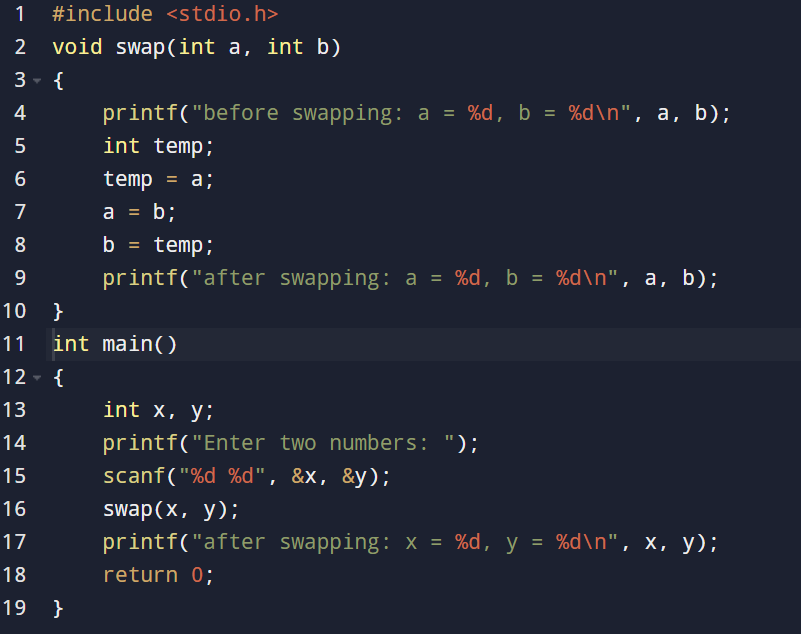 1 #include <stdio.h>
2 void swap(int a, int b)
3 {
4     printf("before swapping: a = %d, b = %d\n", a, b);
5     int temp;
6     temp = a;
7     a = b;
8     b = temp;
9     printf("after swapping: a = %d, b = %d\n", a, b);
10 }
11 int main()
12 {
13     int x, y;
14     printf("Enter two numbers: ");
15     scanf("%d %d", &x, &y);
16     swap(x, y);
17     printf("after swapping: x = %d, y = %d\n", x, y);
18     return 0;
19 }